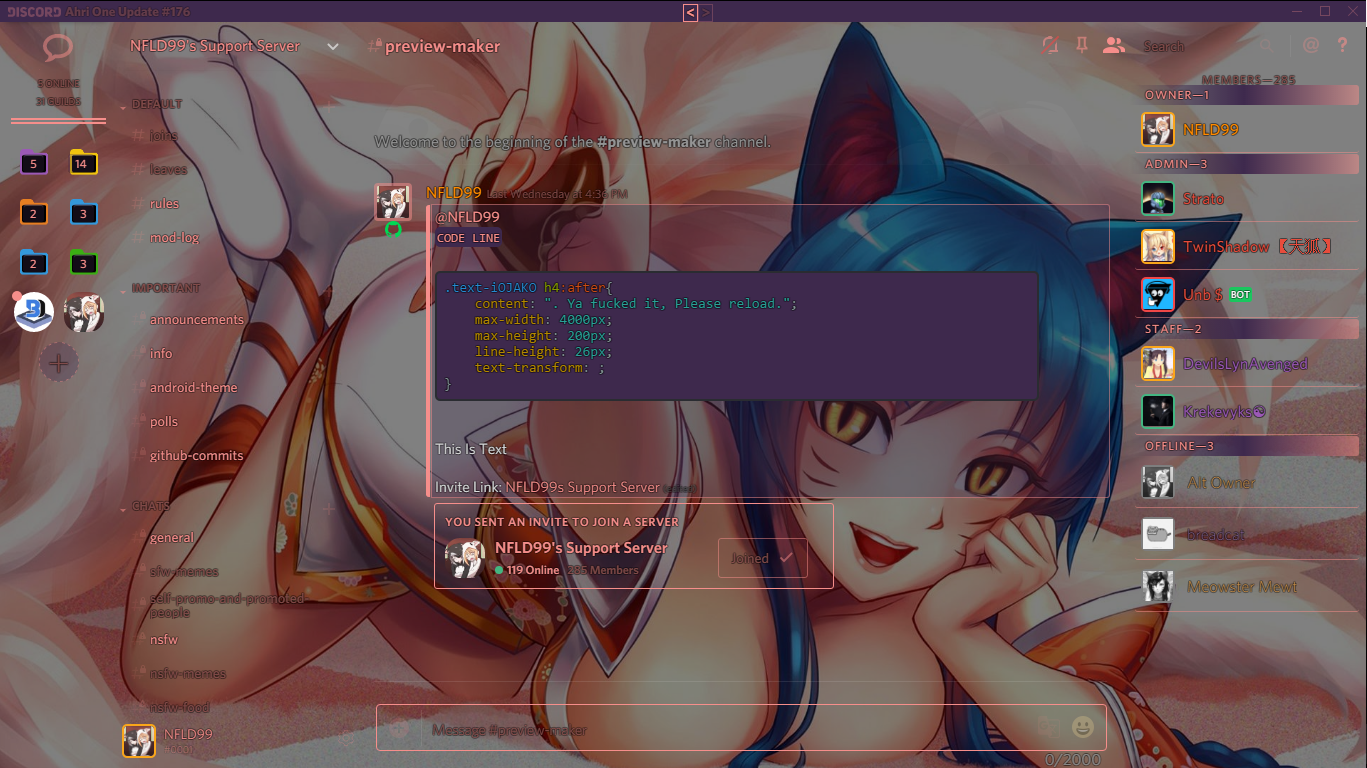 DISCORD Ahri One Update #176
< >
NFLD99's Support Server
#preview-maker
Search
@ ?
5 ONLINE
31 GUILDS
5
14
2
3
2
3
DEFAULT
joins
leaves
rules
mod-log
IMPORTANT
announcements
info
android-theme
polls
github-commits
CHATS
general
sfw-memes
self-promo-and-promoted-
people
nsfw
nsfw-memes
nsfw-food
NFLD99
Welcome to the beginning of the #preview-maker channel.
NFLD99 Last Wednesday at 4:36 PM
@NFLD99
CODE LINE
.text-iOJAKO h4:after{
content: ". Ya fucked it, Please reload.";
max-width: 4000px;
max-height: 200px;
line-height: 26px;
text-transform: ;
}
This Is Text
Invite Link: NFLD99s Support Server
YOU SENT AN INVITE TO JOIN A SERVER
NFLD99's Support Server
119 Online 285 Members
Joined
Message #preview-maker
0/2000
MEMBERS—285
OWNER—1
NFLD99
ADMIN—3
Strato
TwinShadow 【天狐】
Unb $ BOT
STAFF—2
DevilsLynAvenged
Krekevyks☯
OFFLINE—3
Alt Owner
breadcat
Meowater Mewt